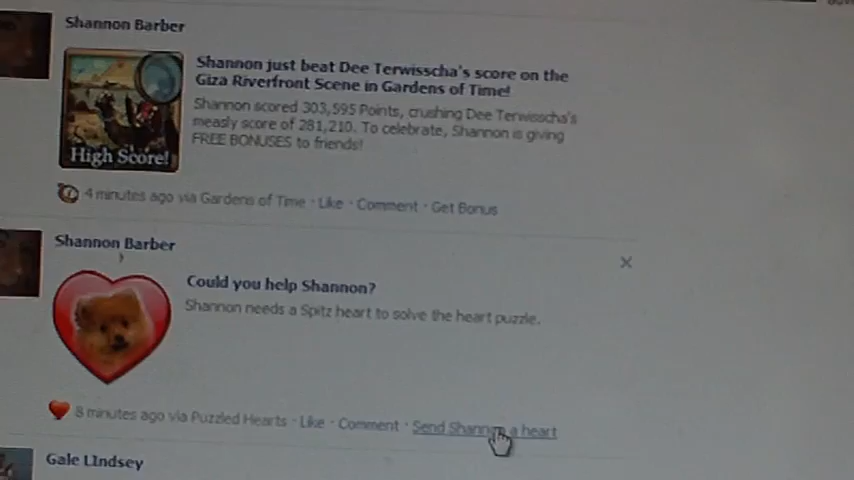 Shannon Barber
Shannon just beat Dee Terwisscha's score on the
Giza Riverfront Scene in Gardens of Time!
Shannon scored 303,595 Points, crushing Dee Terwisscha's
measly score of 281,210. To celebrate, Shannon is giving
FREE BONUSES to friends!
High Score!
4 minutes ago via Gardens of Time · Like · Comment · Get Bonus
Shannon Barber
Could you help Shannon?
Shannon needs a Spitz heart to solve the heart puzzle.
8 minutes ago via Puzzled Hearts · Like · Comment · Send Shannon a heart
Gale LIndsey